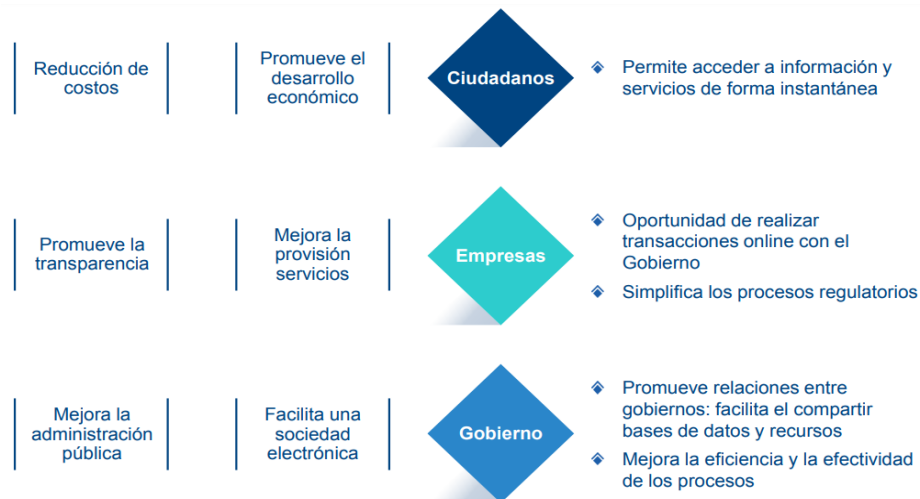 Reducción de
costos
Promueve el
desarrollo
económico
Ciudadanos
Permite acceder a información y
servicios de forma instantánea
Promueve la
transparencia
Mejora la
provisión
servicios
Empresas
Oportunidad de realizar
transacciones online con el
Gobierno
Simplifica los procesos regulatorios
Mejora la
administración
pública
Facilita una
sociedad
electrónica
Gobierno
Promueve relaciones entre
gobiernos: facilita el compartir
bases de datos y recursos
Mejora la eficiencia y la efectividad
de los procesos